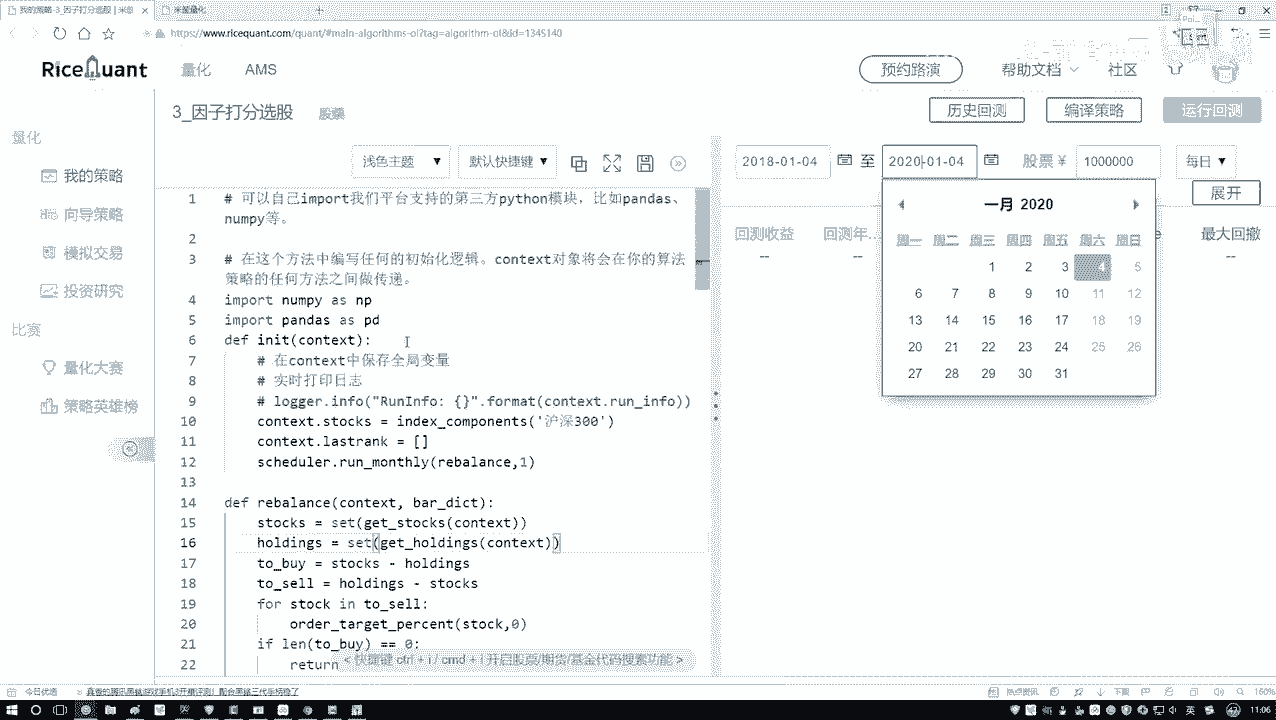 我的策略-3_因子打分选股 | 米筐
米筐量化
https://www.ricequant.com/quant/#main-algorithms-ol?tag=algorithm-ol&id=1345140
RiceQuant
量化
AMS
预约路演
帮助文档
社区
3_因子打分选股
股票
历史回测
编译策略
运行回测
量化
我的策略
向导策略
模拟交易
投资研究
比赛
量化大赛
策略英雄榜
浅色主题
默认快捷键
1 # 可以自己import我们平台支持的第三方python模块，比如pandas、
numpy等。
2
3 # 在这个方法中编写任何的初始化逻辑。context对象将会在你的算法
策略的任何方法之间做传递。
4 import numpy as np
5 import pandas as pd
6 def init(context):
7 # 在context中保存全局变量
8 # 实时打印日志
9 # logger.info("RunInfo: {}".format(context.run_info))
10 context.stocks = index_components('沪深300')
11 context.lastrank = []
12 scheduler.run_monthly(rebalance,1)
13
14 def rebalance(context, bar_dict):
15 stocks = set(get_stocks(context))
16 holdings = set(get_holdings(context))
17 to_buy = stocks - holdings
18 to_sell = holdings - stocks
19 for stock in to_sell:
20 order_target_percent(stock,0)
21 if len(to_buy) == 0:
22 return
< 快捷键 ctrl + i / cmd + i 开启股票/期货/基金代码搜索功能 >
2018-01-04 至 2020-01-04 股票 ¥ 1000000 每日
展开
回测收益 回测年... 最大回撤
-- -- --
一月 2020
周一 周二 周三 周四 周五 周六 周日
1 2 3 4 5
6 7 8 9 10 11 12
13 14 15 16 17 18 19
20 21 22 23 24 25 26
27 28 29 30 31
今日优选
热点资讯
下载
160%
英
11:06